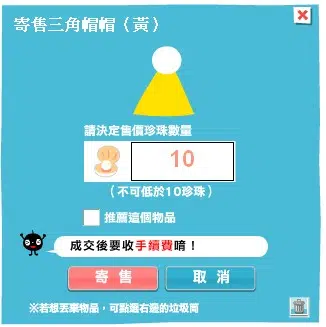 寄售三角帽帽（黃）
請決定售價珍珠數量
10
（不可低於10珍珠）
推薦這個物品
成交後要收手續費唷！
寄售
取消
※若想丟棄物品，可點選右邊的垃圾筒